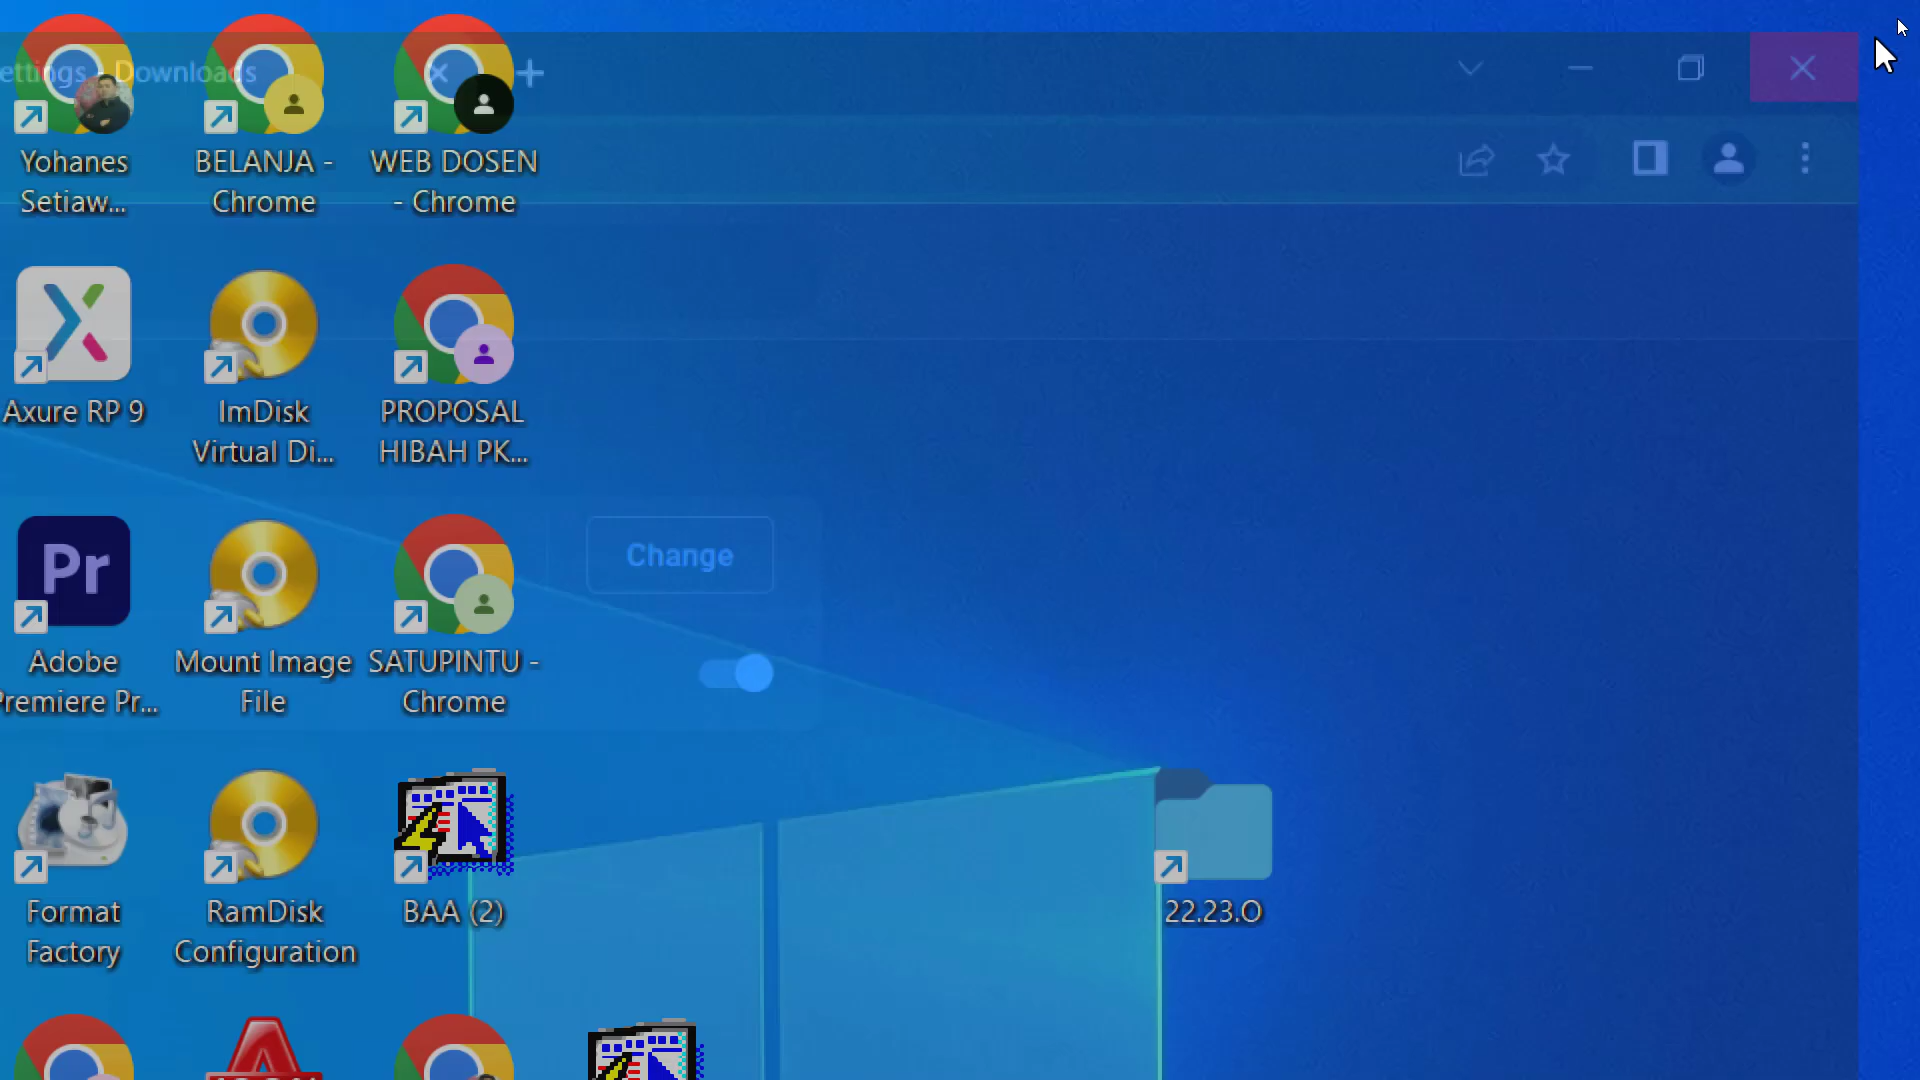 ettings - Downloads
Yohanes
Setiaw...
BELANJA -
Chrome
WEB DOSEN
- Chrome
Axure RP 9
ImDisk
Virtual Di...
PROPOSAL
HIBAH PK...
Change
Pr
Adobe
Premiere Pr...
Mount Image
File
SATUPINTU -
Chrome
Format
Factory
RamDisk
Configuration
BAA (2)
22.23.O